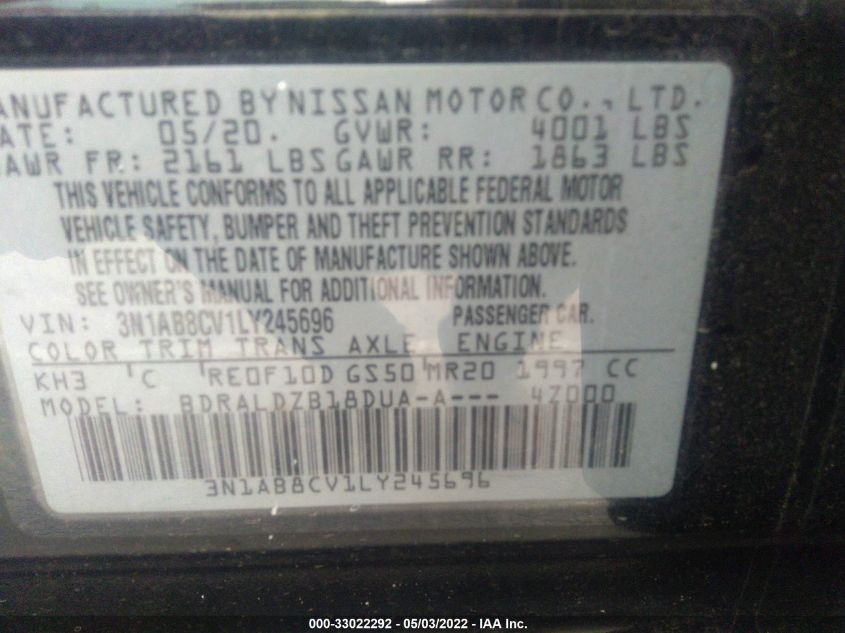 ANUFACTURED BY NISSAN MOTOR CO., LTD.
ATE: 05/20. GVWR: 4001 LBS
AWR FR: 2161 LBS GAWR RR: 1863 LBS
THIS VEHICLE CONFORMS TO ALL APPLICABLE FEDERAL MOTOR
VEHICLE SAFETY, BUMPER AND THEFT PREVENTION STANDARDS
IN EFFECT ON THE DATE OF MANUFACTURE SHOWN ABOVE.
SEE OWNER'S MANUAL FOR ADDITIONAL INFORMATION.
VIN: 3N1AB8CV1LY245696 PASSENGER CAR.
COLOR TRIM TRANS AXLE ENGINE
KH3 C RE0F10D GS50 MR20 1997 CC
MODEL: BDRALDZB18DUA-A--- 4Z000
3N1AB8CV1LY245696
000-33022292 - 05/03/2022 - IAA Inc.